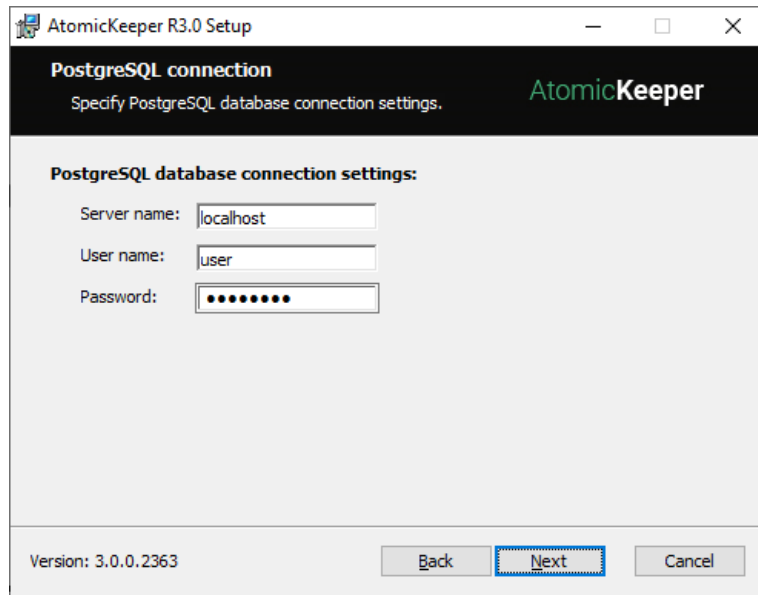 AtomicKeeper R3.0 Setup
PostgreSQL connection
Specify PostgreSQL database connection settings.
AtomicKeeper
PostgreSQL database connection settings:
Server name: localhost
User name: user
Password: ●●●●●●●●
Version: 3.0.0.2363
Back Next Cancel